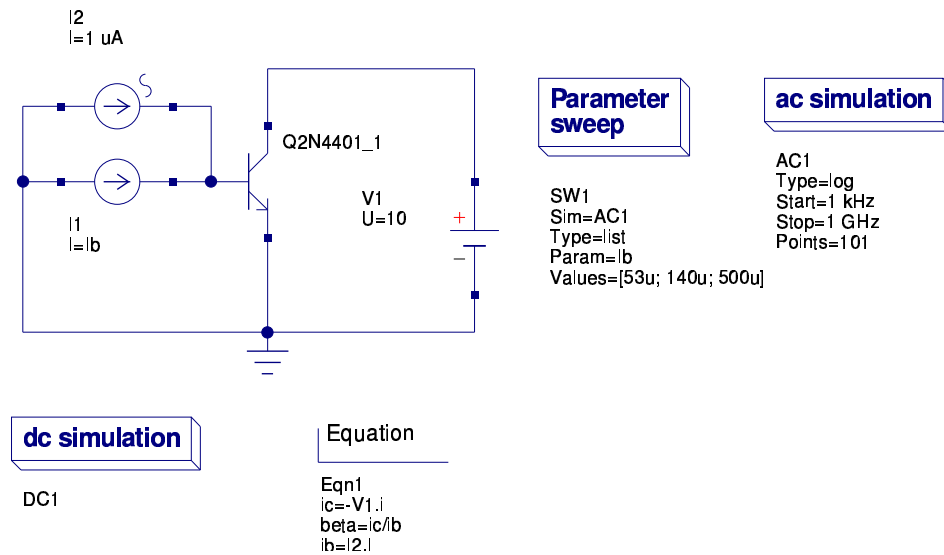 I2
I=1 uA
Q2N4401_1
I1
I=Ib
V1
U=10
+
−
Parameter
sweep
SW1
Sim=AC1
Type=list
Param=Ib
Values=[53u; 140u; 500u]
ac simulation
AC1
Type=log
Start=1 kHz
Stop=1 GHz
Points=101
dc simulation
DC1
Equation
Eqn1
ic=-V1.i
beta=ic/ib
ib=I2.I